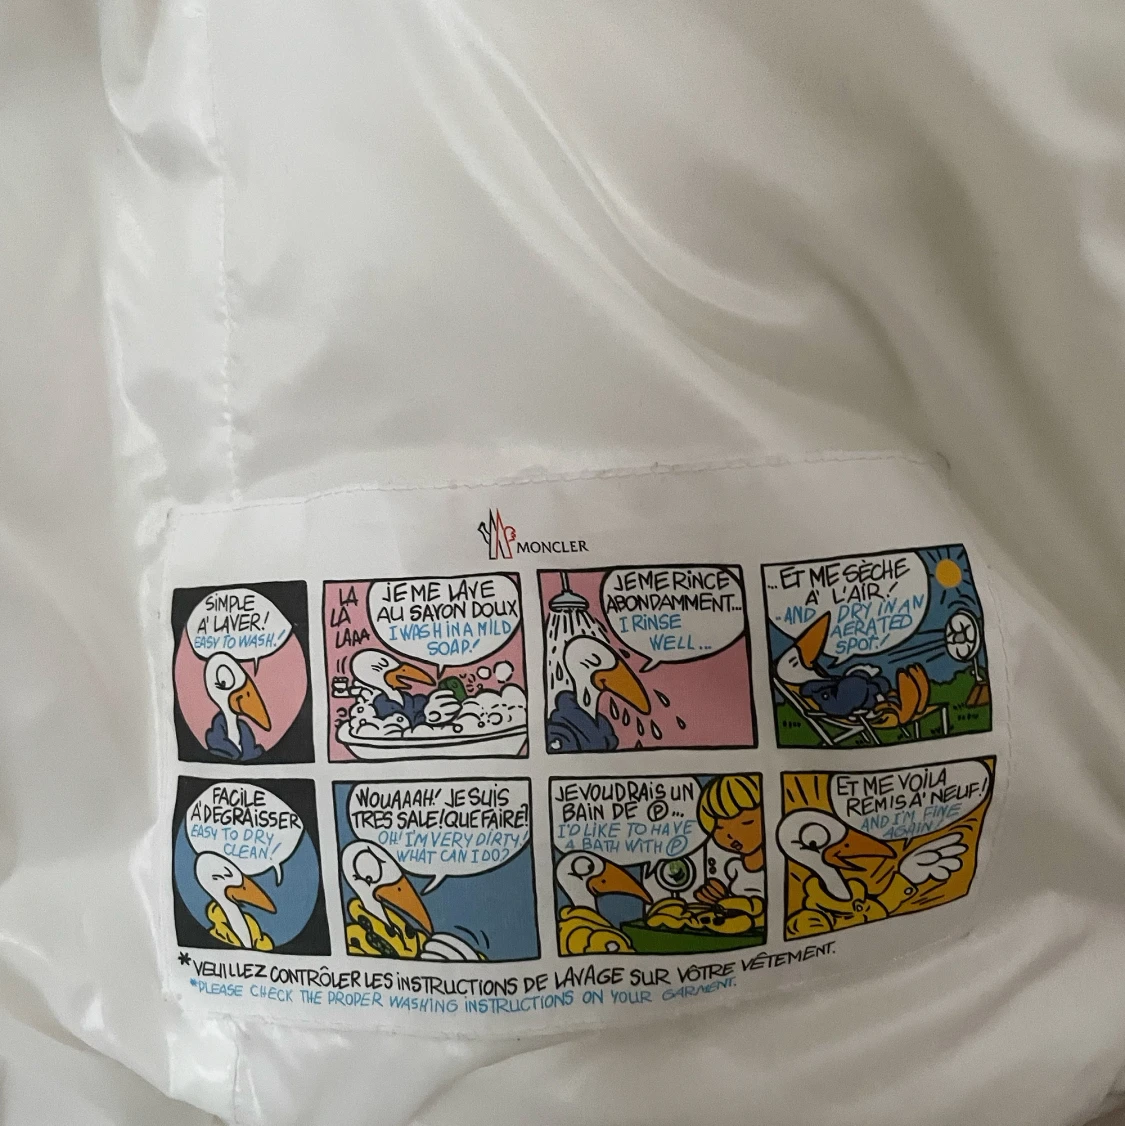 MONCLER
SIMPLE
A' LAVER!
EASY TO WASH!
LA
LA
LAAA
JE ME LAVE
AU SAVON DOUX
I WASH IN A MILD
SOAP!
JE ME RINCE
ABONDAMMENT...
I RINSE
WELL...
...ET ME SÈCHE
A' L'AIR!
-AND DRY IN AN
AERATED
SPOT!
FACILE
A' DEGRAISSER
EASY TO DRY
CLEAN!
WOUAAAH! JE SUIS
TRES SALE! QUE FAIRE?
OH! I'M VERY DIRTY!
WHAT CAN I DO?
JE VOUDRAIS UN
BAIN DE Ⓟ...
I'D LIKE TO HAVE
A BATH WITH Ⓟ
ET ME VOILA
REMIS A' NEUF!
AND I'M FINE
AGAIN!
*VEUILLEZ CONTRÔLER LES INSTRUCTIONS DE LAVAGE SUR VÔTRE VÊTEMENT.
*PLEASE CHECK THE PROPER WASHING INSTRUCTIONS ON YOUR GARMENT.